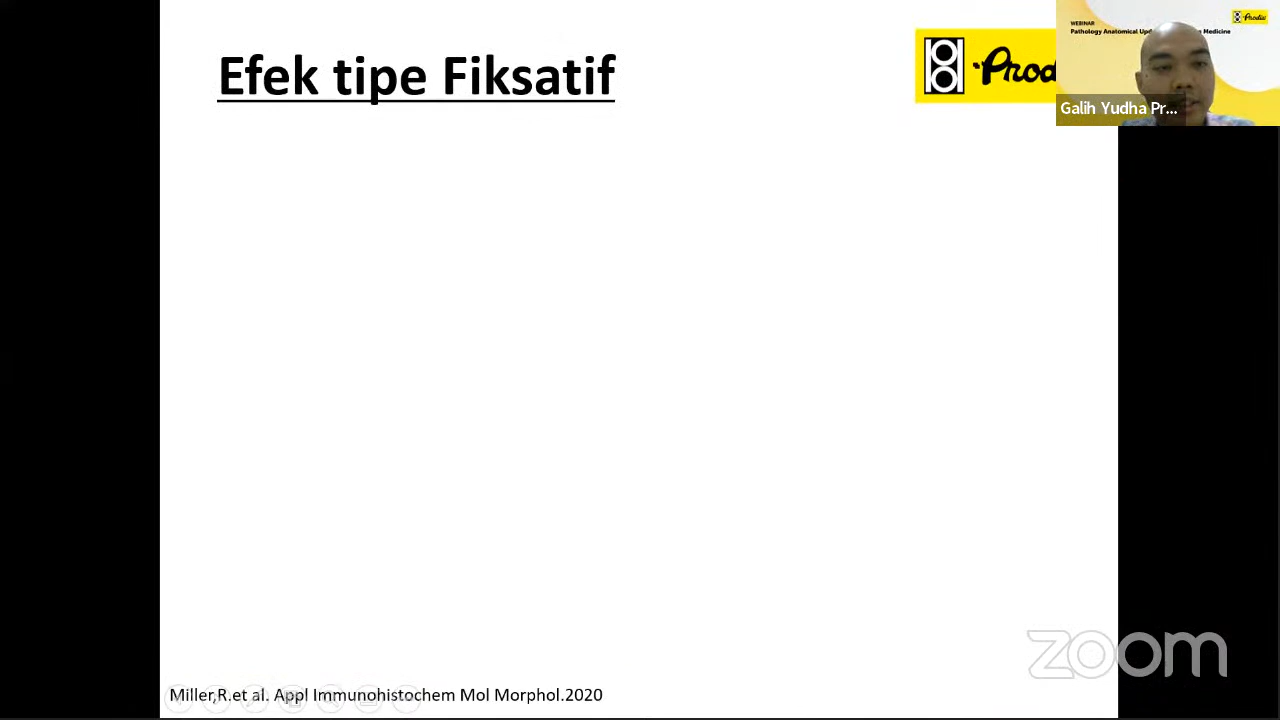 Efek tipe Fiksatif
Prod
WEBINAR
Pathology Anatomical Upd
Medicine
Prodia
Galih Yudha Pr...
zoom
Miller,R.et al. Appl Immunohistochem Mol Morphol.2020